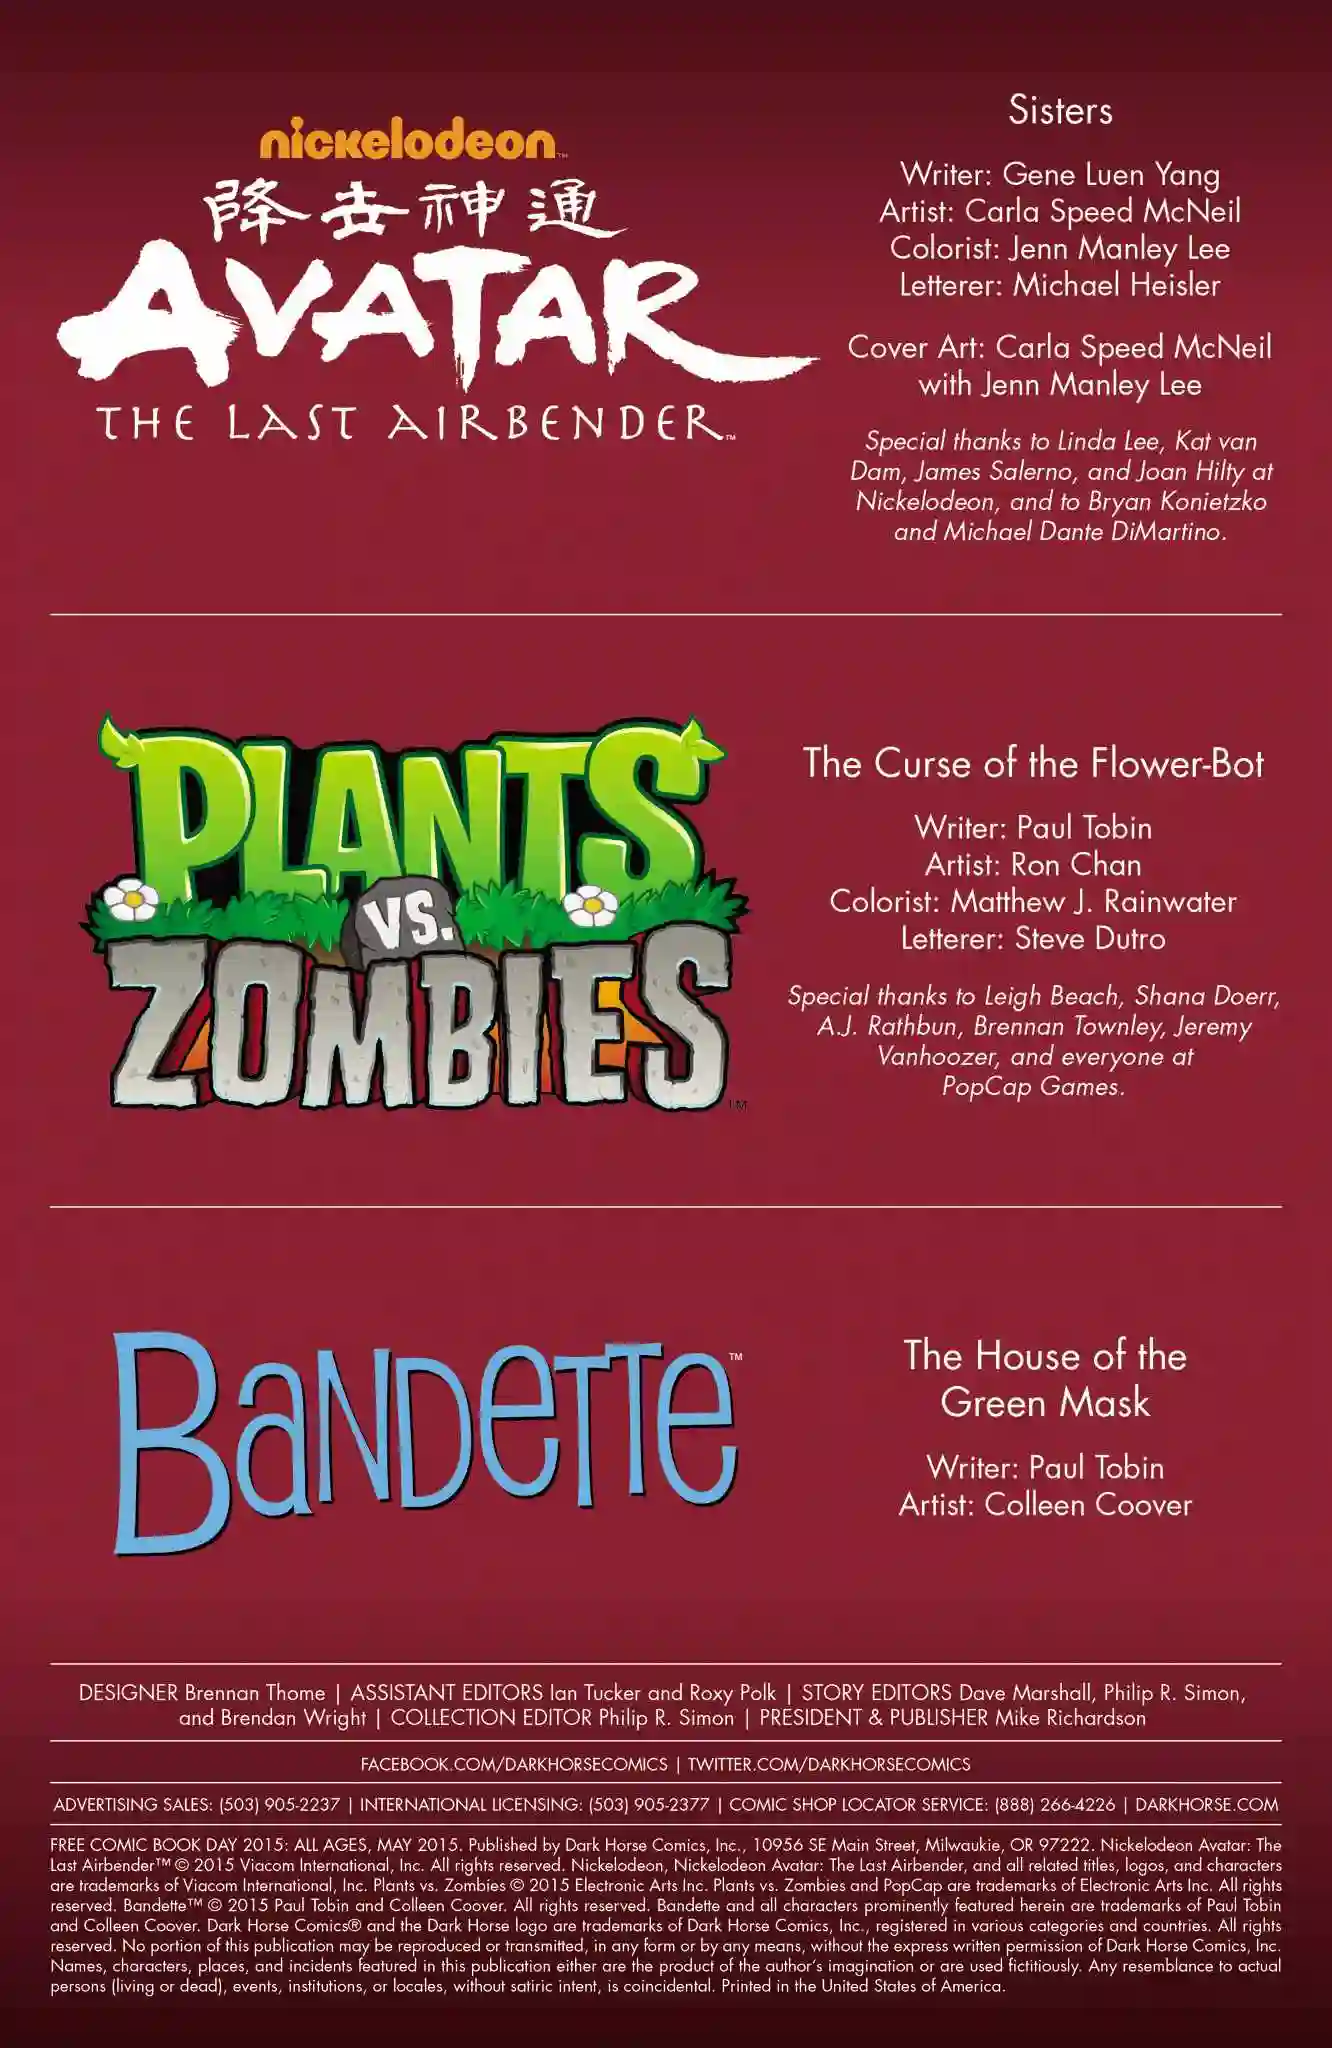 nickelodeon™
降去神通
AVATAR
THE LAST AIRBENDER™
Sisters
Writer: Gene Luen Yang
Artist: Carla Speed McNeil
Colorist: Jenn Manley Lee
Letterer: Michael Heisler
Cover Art: Carla Speed McNeil
with Jenn Manley Lee
Special thanks to Linda Lee, Kat van
Dam, James Salerno, and Joan Hilty at
Nickelodeon, and to Bryan Konietzko
and Michael Dante DiMartino.
PLANTS
VS.
ZOMBIES
TM
The Curse of the Flower-Bot
Writer: Paul Tobin
Artist: Ron Chan
Colorist: Matthew J. Rainwater
Letterer: Steve Dutro
Special thanks to Leigh Beach, Shana Doerr,
A.J. Rathbun, Brennan Townley, Jeremy
Vanhoozer, and everyone at
PopCap Games.
BaNDeTTe™
The House of the
Green Mask
Writer: Paul Tobin
Artist: Colleen Coover
DESIGNER Brennan Thome | ASSISTANT EDITORS Ian Tucker and Roxy Polk | STORY EDITORS Dave Marshall, Philip R. Simon,
and Brendan Wright | COLLECTION EDITOR Philip R. Simon | PRESIDENT & PUBLISHER Mike Richardson
FACEBOOK.COM/DARKHORSECOMICS | TWITTER.COM/DARKHORSECOMICS
ADVERTISING SALES: (503) 905-2237 | INTERNATIONAL LICENSING: (503) 905-2377 | COMIC SHOP LOCATOR SERVICE: (888) 266-4226 | DARKHORSE.COM
FREE COMIC BOOK DAY 2015: ALL AGES, MAY 2015. Published by Dark Horse Comics, Inc., 10956 SE Main Street, Milwaukie, OR 97222. Nickelodeon Avatar: The
Last Airbender™ © 2015 Viacom International, Inc. All rights reserved. Nickelodeon, Nickelodeon Avatar: The Last Airbender, and all related titles, logos, and characters
are trademarks of Viacom International, Inc. Plants vs. Zombies © 2015 Electronic Arts Inc. Plants vs. Zombies and PopCap are trademarks of Electronic Arts Inc. All rights
reserved. Bandette™ © 2015 Paul Tobin and Colleen Coover. All rights reserved. Bandette and all characters prominently featured herein are trademarks of Paul Tobin
and Colleen Coover. Dark Horse Comics® and the Dark Horse logo are trademarks of Dark Horse Comics, Inc., registered in various categories and countries. All rights
reserved. No portion of this publication may be reproduced or transmitted, in any form or by any means, without the express written permission of Dark Horse Comics, Inc.
Names, characters, places, and incidents featured in this publication either are the product of the author's imagination or are used fictitiously. Any resemblance to actual
persons (living or dead), events, institutions, or locales, without satiric intent, is coincidental. Printed in the United States of America.